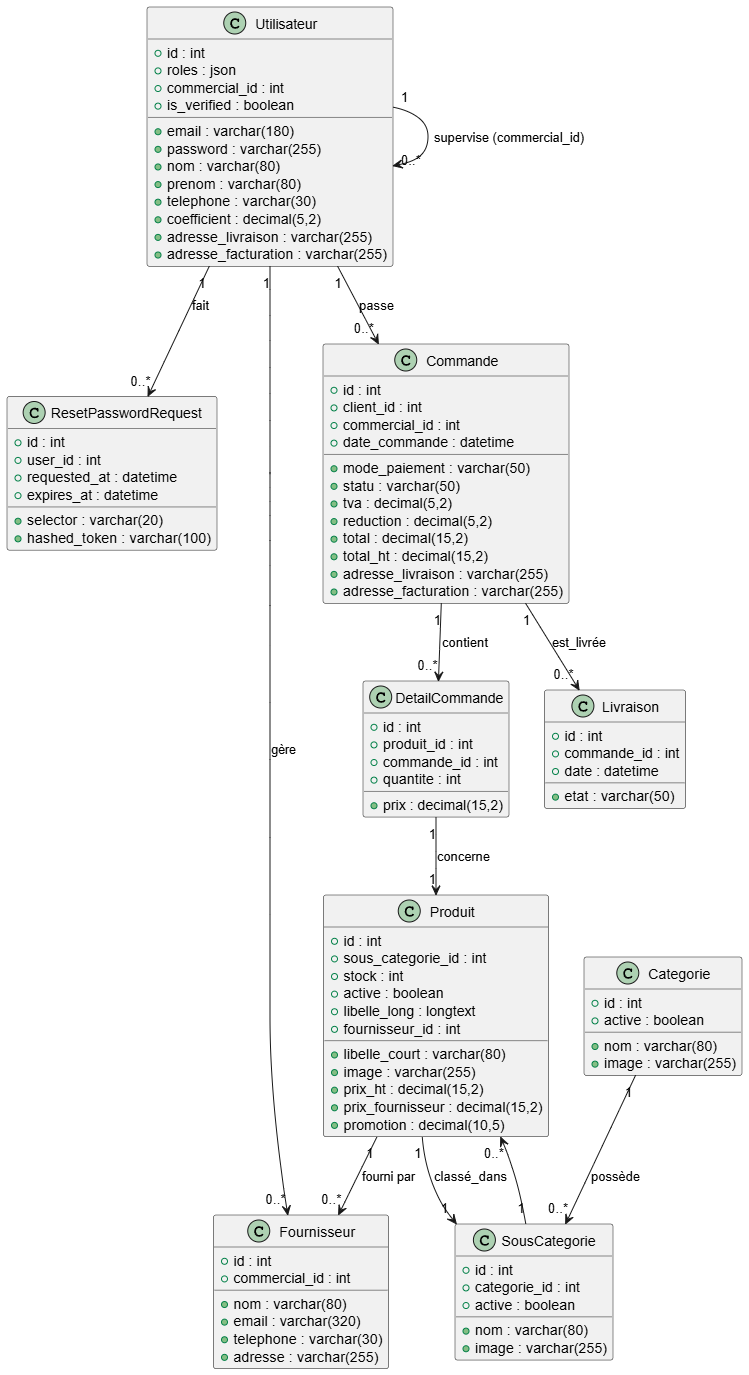 C Utilisateur
id : int
roles : json
commercial_id : int
is_verified : boolean
email : varchar(180)
password : varchar(255)
nom : varchar(80)
prenom : varchar(80)
telephone : varchar(30)
coefficient : decimal(5,2)
adresse_livraison : varchar(255)
adresse_facturation : varchar(255)
1
supervise (commercial_id)
0..*
1
fait
0..*
1
gère
0..*
1
passe
0..*
C ResetPasswordRequest
id : int
user_id : int
requested_at : datetime
expires_at : datetime
selector : varchar(20)
hashed_token : varchar(100)
C Commande
id : int
client_id : int
commercial_id : int
date_commande : datetime
mode_paiement : varchar(50)
statu : varchar(50)
tva : decimal(5,2)
reduction : decimal(5,2)
total : decimal(15,2)
total_ht : decimal(15,2)
adresse_livraison : varchar(255)
adresse_facturation : varchar(255)
1
contient
0..*
1
est_livrée
0..*
C DetailCommande
id : int
produit_id : int
commande_id : int
quantite : int
prix : decimal(15,2)
C Livraison
id : int
commande_id : int
date : datetime
etat : varchar(50)
1
concerne
1
C Produit
id : int
sous_categorie_id : int
stock : int
active : boolean
libelle_long : longtext
fournisseur_id : int
libelle_court : varchar(80)
image : varchar(255)
prix_ht : decimal(15,2)
prix_fournisseur : decimal(15,2)
promotion : decimal(10,5)
C Categorie
id : int
active : boolean
nom : varchar(80)
image : varchar(255)
1
fourni par
0..*
1
classé_dans
1
0..*
1
1
possède
0..*
C Fournisseur
id : int
commercial_id : int
nom : varchar(80)
email : varchar(320)
telephone : varchar(30)
adresse : varchar(255)
C SousCategorie
id : int
categorie_id : int
active : boolean
nom : varchar(80)
image : varchar(255)